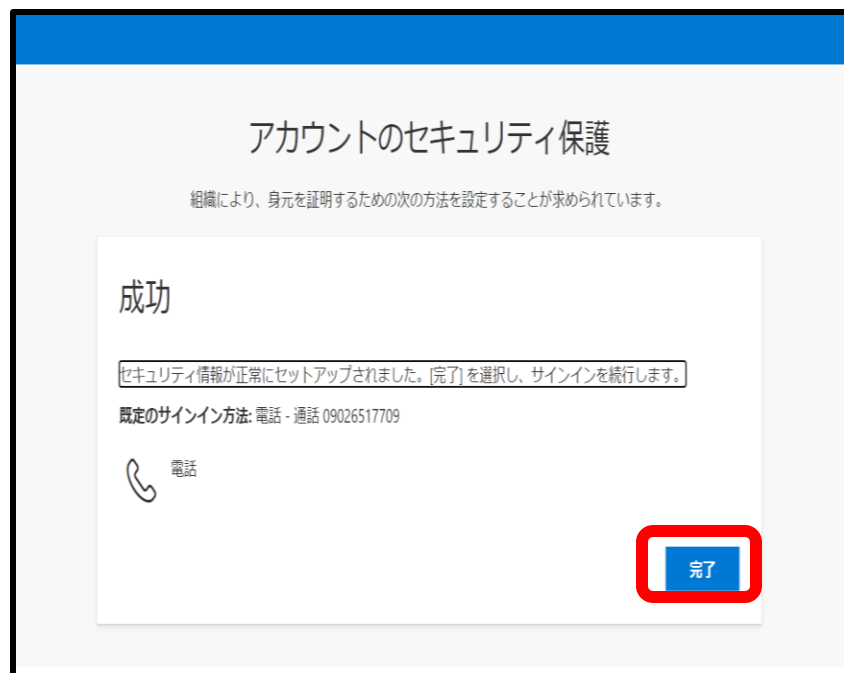 アカウントのセキュリティ保護
組織により、身元を証明するための次の方法を設定することが求められています。
成功
セキュリティ情報が正常にセットアップされました。[完了] を選択し、サインインを続行します。
既定のサインイン方法: 電話 - 通話 09026517709
電話
完了